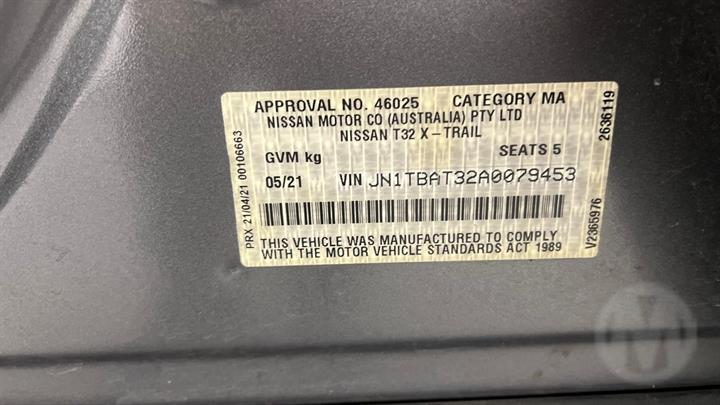 APPROVAL NO. 46025 CATEGORY MA
NISSAN MOTOR CO (AUSTRALIA) PTY LTD
NISSAN T32 X-TRAIL
GVM kg SEATS 5
05/21 VIN JN1TBAT32A0079453
THIS VEHICLE WAS MANUFACTURED TO COMPLY
WITH THE MOTOR VEHICLE STANDARDS ACT 1989
PRX 21/04/21 00106663
2636119
V2365976